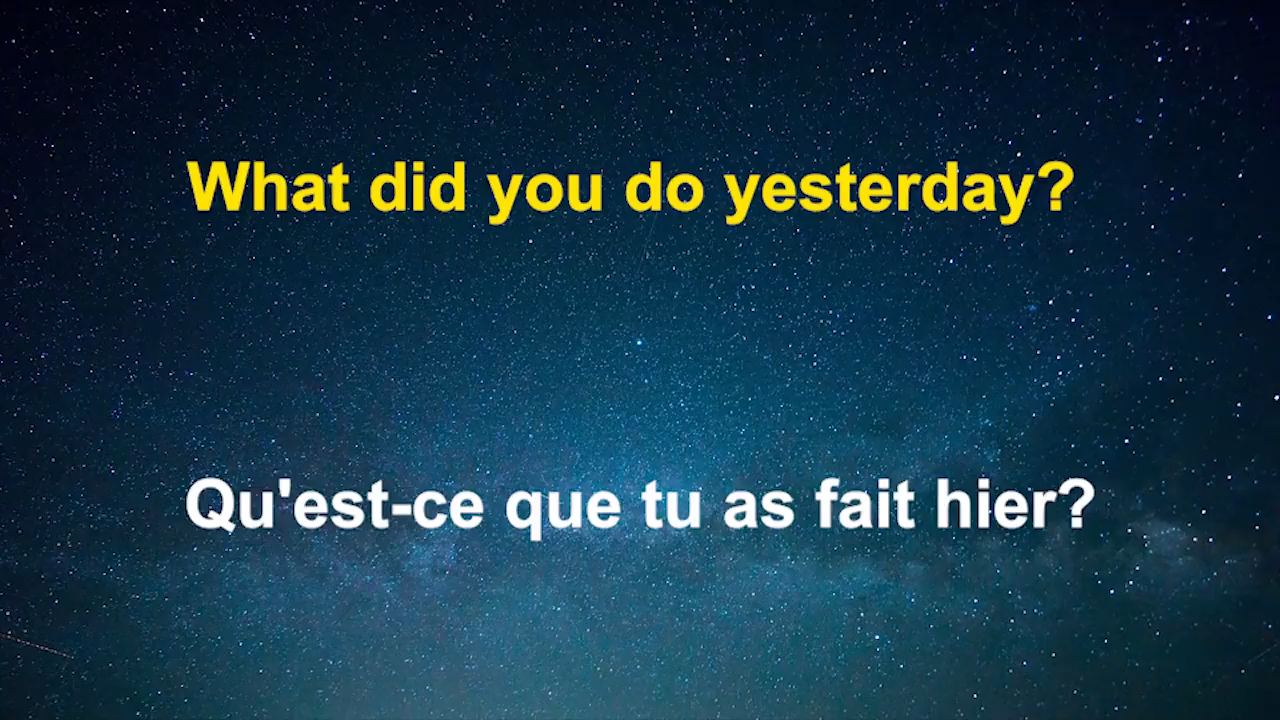 What did you do yesterday?
Qu'est-ce que tu as fait hier?